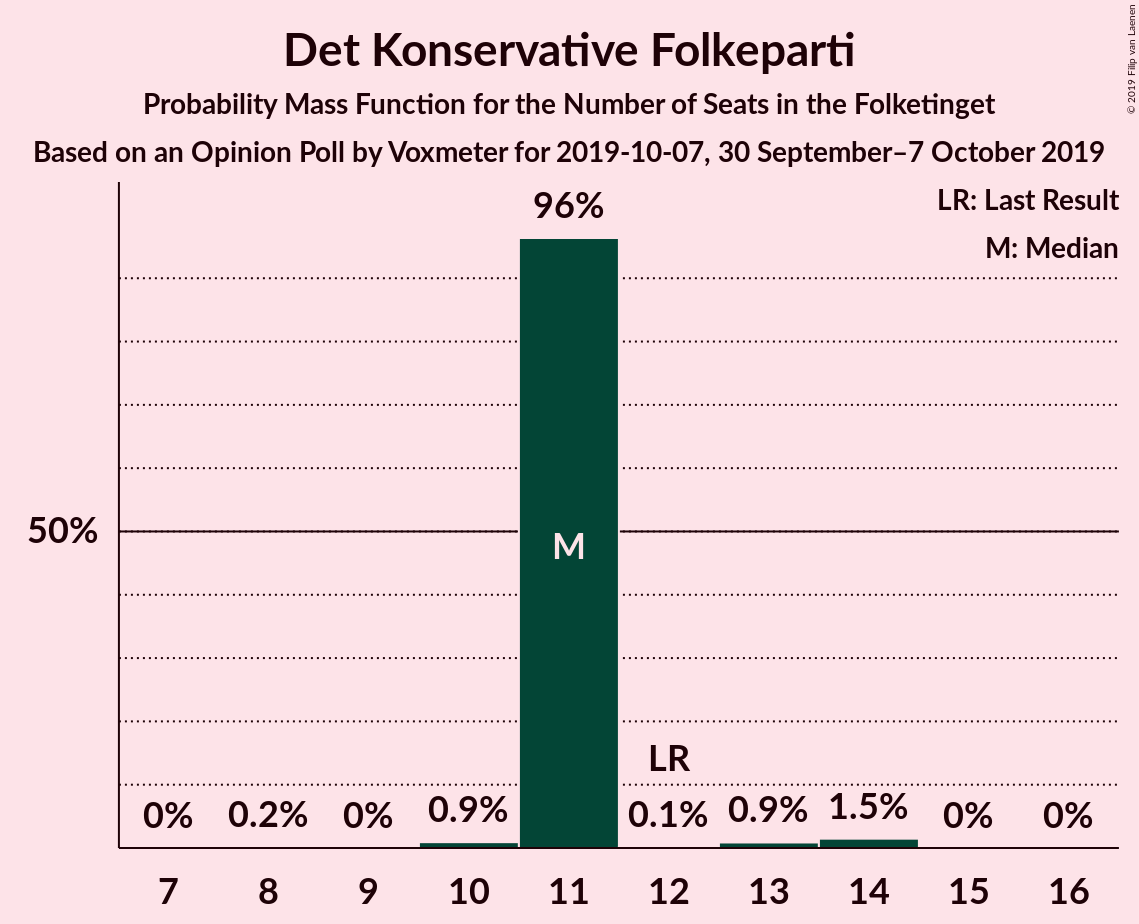 Det Konservative Folkeparti
Probability Mass Function for the Number of Seats in the Folketinget
Based on an Opinion Poll by Voxmeter for 2019-10-07, 30 September–7 October 2019
© 2019 Filip van Laenen
LR: Last Result
M: Median
96%
50%
M
LR
0% 0.2% 0% 0.9% 0.1% 0.9% 1.5% 0% 0%
7 8 9 10 11 12 13 14 15 16